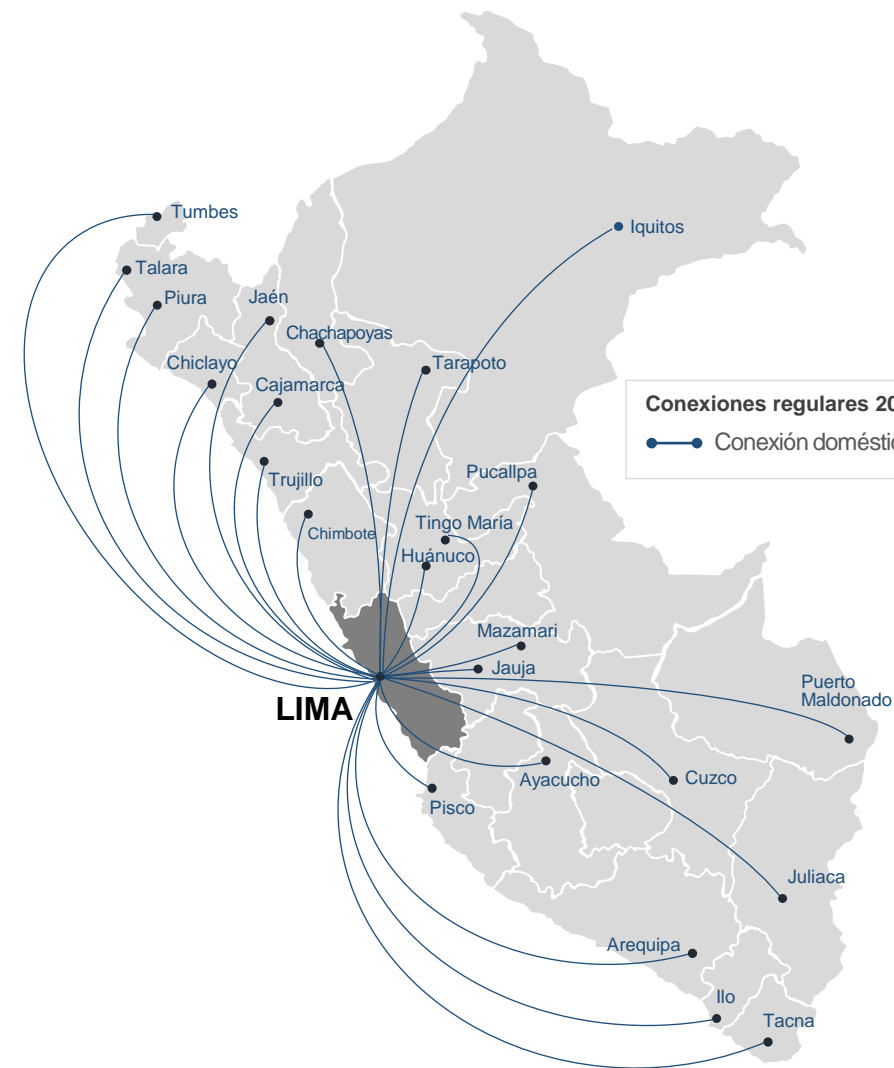 Tumbes
Iquitos
Talara
Piura
Jaén
Chachapoyas
Chiclayo
Tarapoto
Cajamarca
Conexiones regulares 20
Conexión doméstic
Trujillo
Pucallpa
Chimbote
Tingo María
Huánuco
Mazamari
Jauja
Puerto
Maldonado
LIMA
Ayacucho
Cuzco
Pisco
Juliaca
Arequipa
Ilo
Tacna